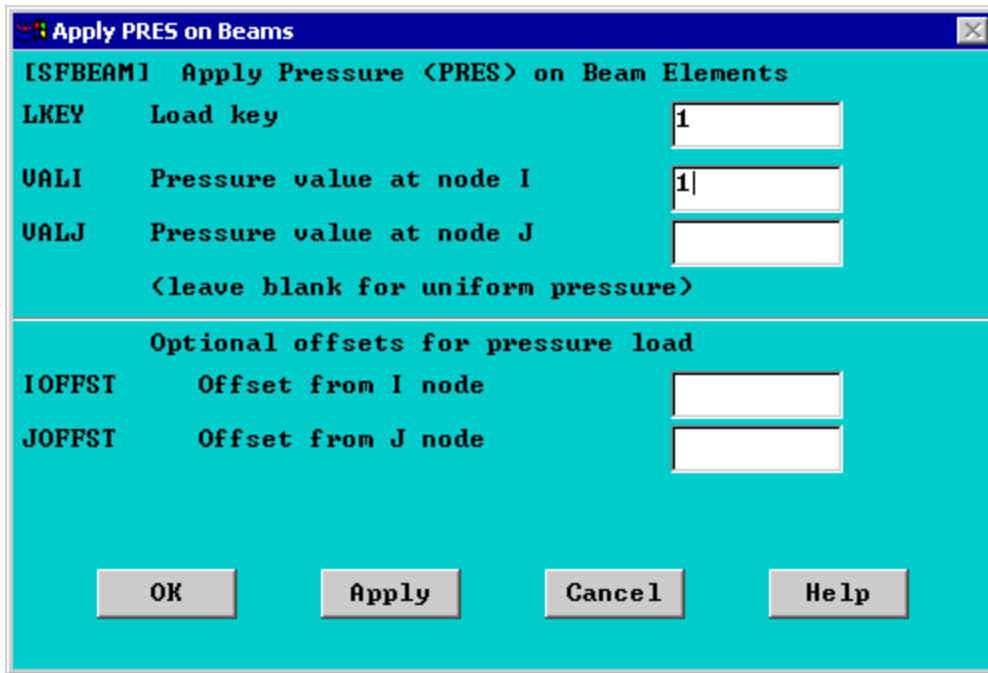 Apply PRES on Beams
[SFBEAM] Apply Pressure (PRES) on Beam Elements
LKEY Load key 1
VALI Pressure value at node I 1
VALJ Pressure value at node J
(leave blank for uniform pressure)
Optional offsets for pressure load
IOFFST Offset from I node
JOFFST Offset from J node
OK Apply Cancel Help